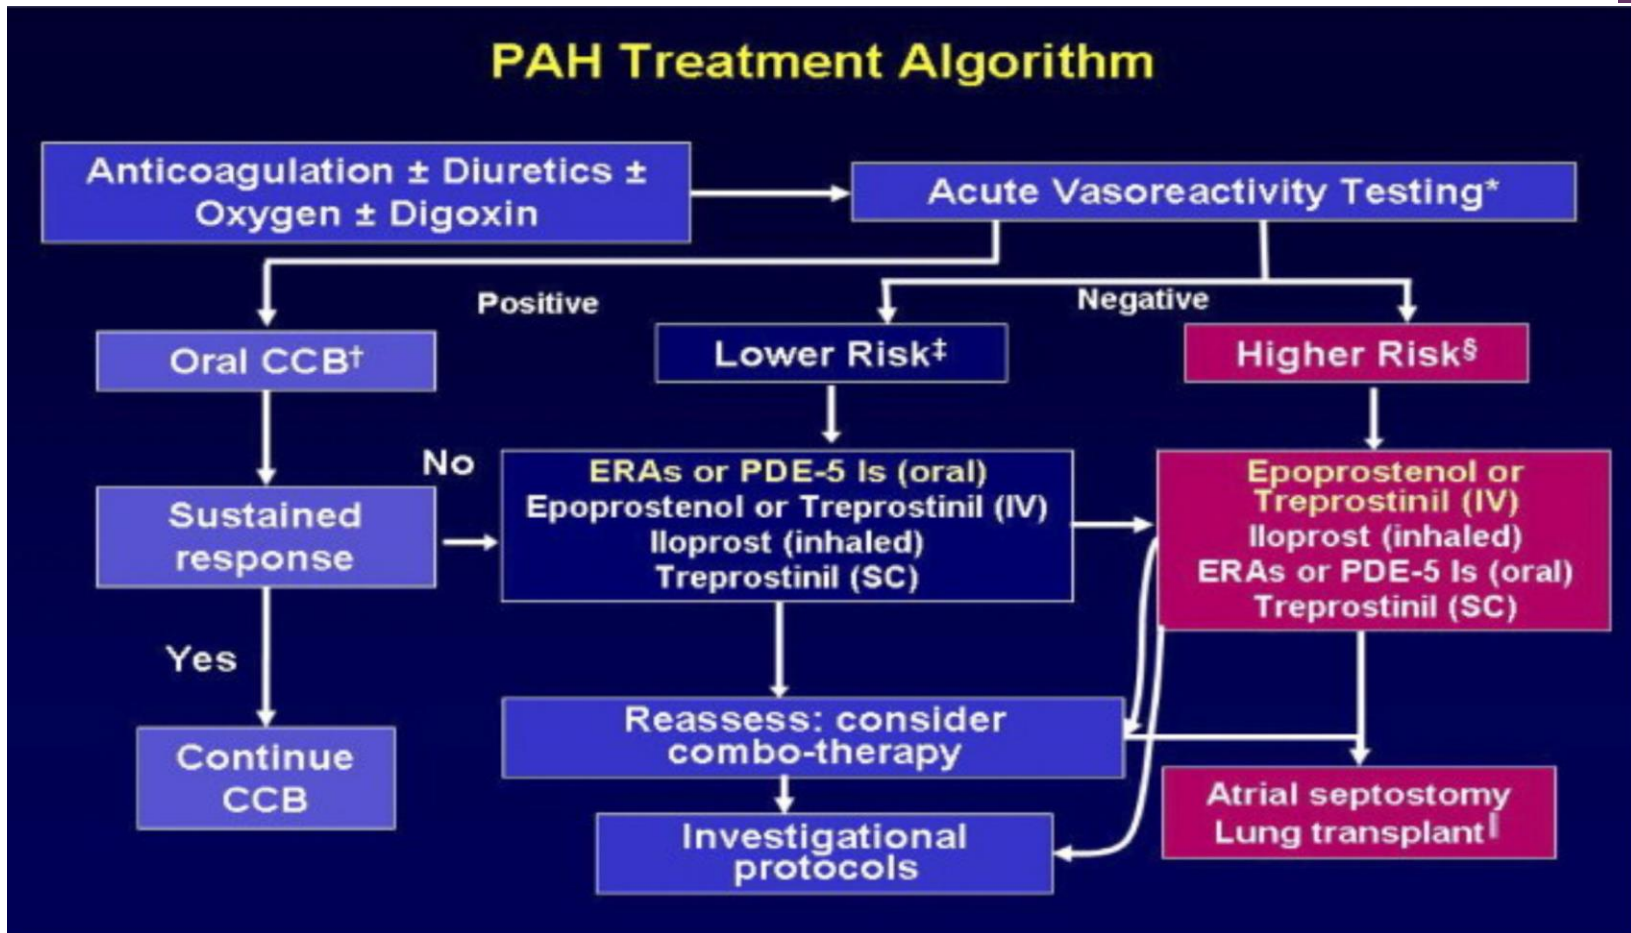 PAH Treatment Algorithm
Anticoagulation ± Diuretics ±
Oxygen ± Digoxin
Acute Vasoreactivity Testing*
Positive
Negative
Oral CCB†
Lower Risk‡
Higher Risk§
No
Sustained
response
ERAs or PDE-5 Is (oral)
Epoprostenol or Treprostinil (IV)
Iloprost (inhaled)
Treprostinil (SC)
Epoprostenol or
Treprostinil (IV)
Iloprost (inhaled)
ERAs or PDE-5 Is (oral)
Treprostinil (SC)
Yes
Continue
CCB
Reassess: consider
combo-therapy
Atrial septostomy
Lung transplant‖
Investigational
protocols